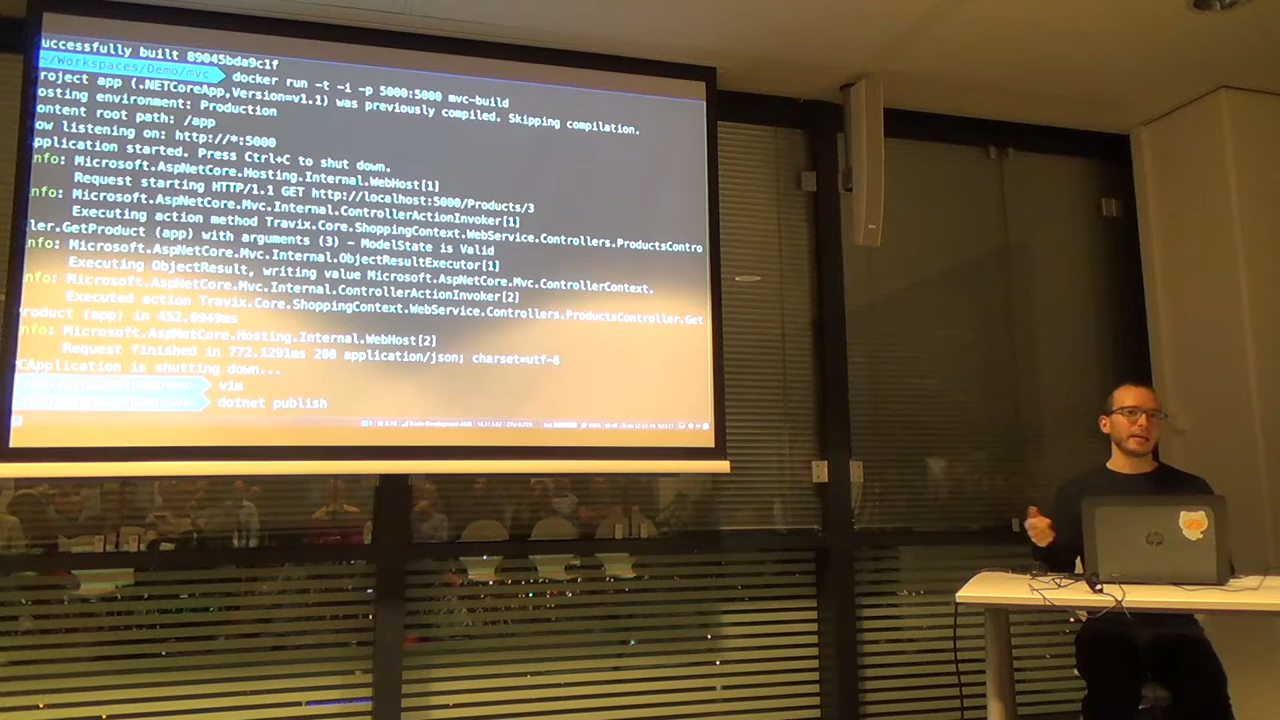 uccessfully built 89045bda9c1f
~/Workspaces/Demo/mvc docker run -t -i -p 5000:5000 mvc-build
roject app (.NETCoreApp,Version=v1.1) was previously compiled. Skipping compilation.
osting environment: Production
ontent root path: /app
ow listening on: http://*:5000
pplication started. Press Ctrl+C to shut down.
nfo: Microsoft.AspNetCore.Hosting.Internal.WebHost[1]
Request starting HTTP/1.1 GET http://localhost:5000/Products/3
nfo: Microsoft.AspNetCore.Mvc.Internal.ControllerActionInvoker[1]
Executing action method Travix.Core.ShoppingContext.WebService.Controllers.ProductsContro
ler.GetProduct (app) with arguments (3) - ModelState is Valid
nfo: Microsoft.AspNetCore.Mvc.Internal.ObjectResultExecutor[1]
Executing ObjectResult, writing value Microsoft.AspNetCore.Mvc.ControllerContext.
nfo: Microsoft.AspNetCore.Mvc.Internal.ControllerActionInvoker[2]
Executed action Travix.Core.ShoppingContext.WebService.Controllers.ProductsController.Get
roduct (app) in 452.6949ms
nfo: Microsoft.AspNetCore.Hosting.Internal.WebHost[2]
Request finished in 772.1291ms 200 application/json; charset=utf-8
CApplication is shutting down...
vim
dotnet publish
hp